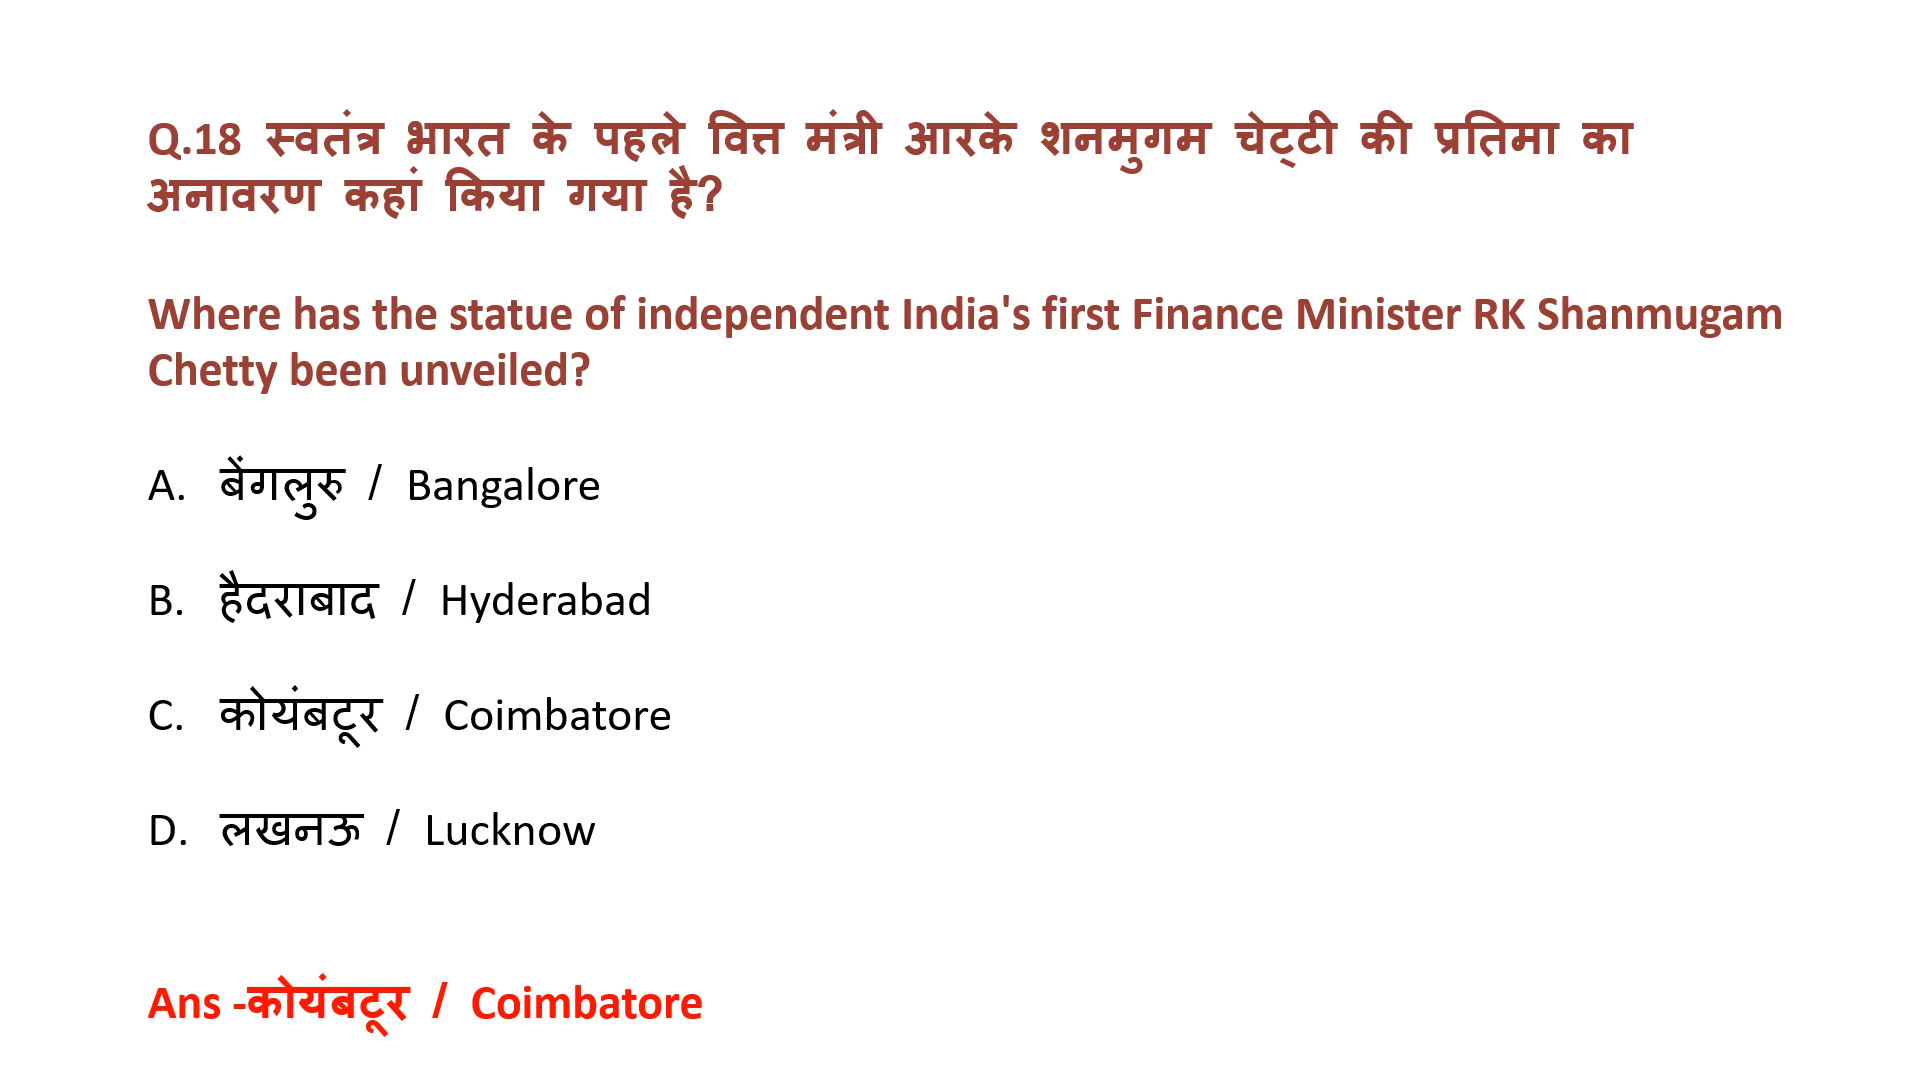 Q.18 स्वतंत्र भारत के पहले वित्त मंत्री आरके शनमुगम चेट्टी की प्रतिमा का
अनावरण कहां किया गया है?
Where has the statue of independent India's first Finance Minister RK Shanmugam
Chetty been unveiled?
A. बेंगलुरु / Bangalore
B. हैदराबाद / Hyderabad
C. कोयंबटूर / Coimbatore
D. लखनऊ / Lucknow
Ans -कोयंबटूर / Coimbatore